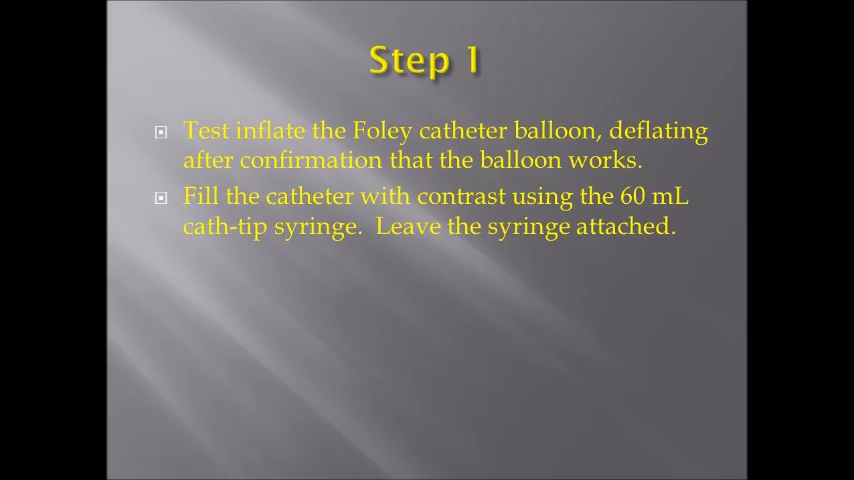 Step 1
Test inflate the Foley catheter balloon, deflating
after confirmation that the balloon works.
Fill the catheter with contrast using the 60 mL
cath-tip syringe.  Leave the syringe attached.